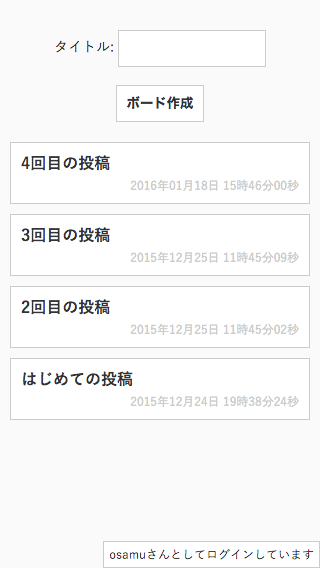 タイトル:
ボード作成
4回目の投稿
2016年01月18日 15時46分00秒
3回目の投稿
2015年12月25日 11時45分09秒
2回目の投稿
2015年12月25日 11時45分02秒
はじめての投稿
2015年12月24日 19時38分24秒
osamuさんとしてログインしています